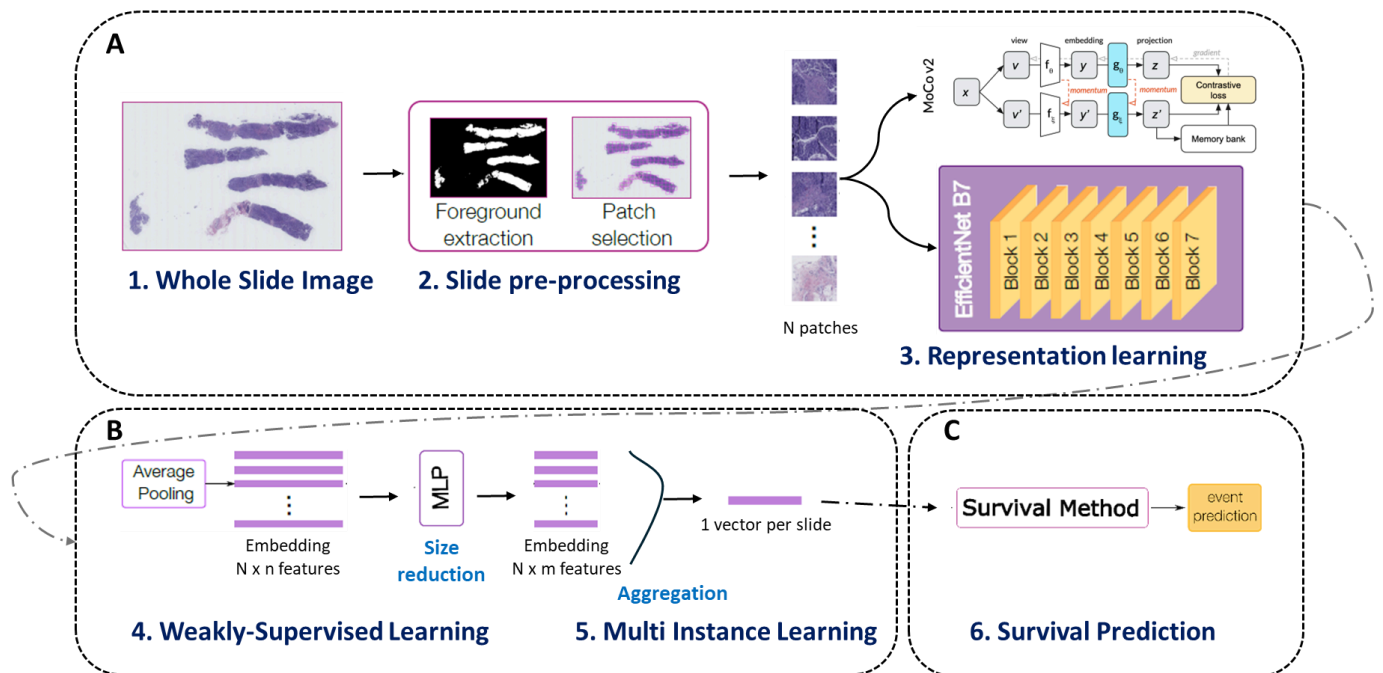 A
1. Whole Slide Image
Foreground
extraction
Patch
selection
2. Slide pre-processing
N patches
MoCo v2
view
embedding
projection
gradient
x
v
fθ
y
gθ
z
momentum
momentum
Contrastive
loss
v'
fξ
y'
gξ
z'
Memory bank
EfficientNet B7
Block 1
Block 2
Block 3
Block 4
Block 5
Block 6
Block 7
3. Representation learning
B
Average
Pooling
Embedding
N x n features
MLP
Size
reduction
Embedding
N x m features
Aggregation
1 vector per slide
4. Weakly-Supervised Learning
5. Multi Instance Learning
C
Survival Method
event
prediction
6. Survival Prediction